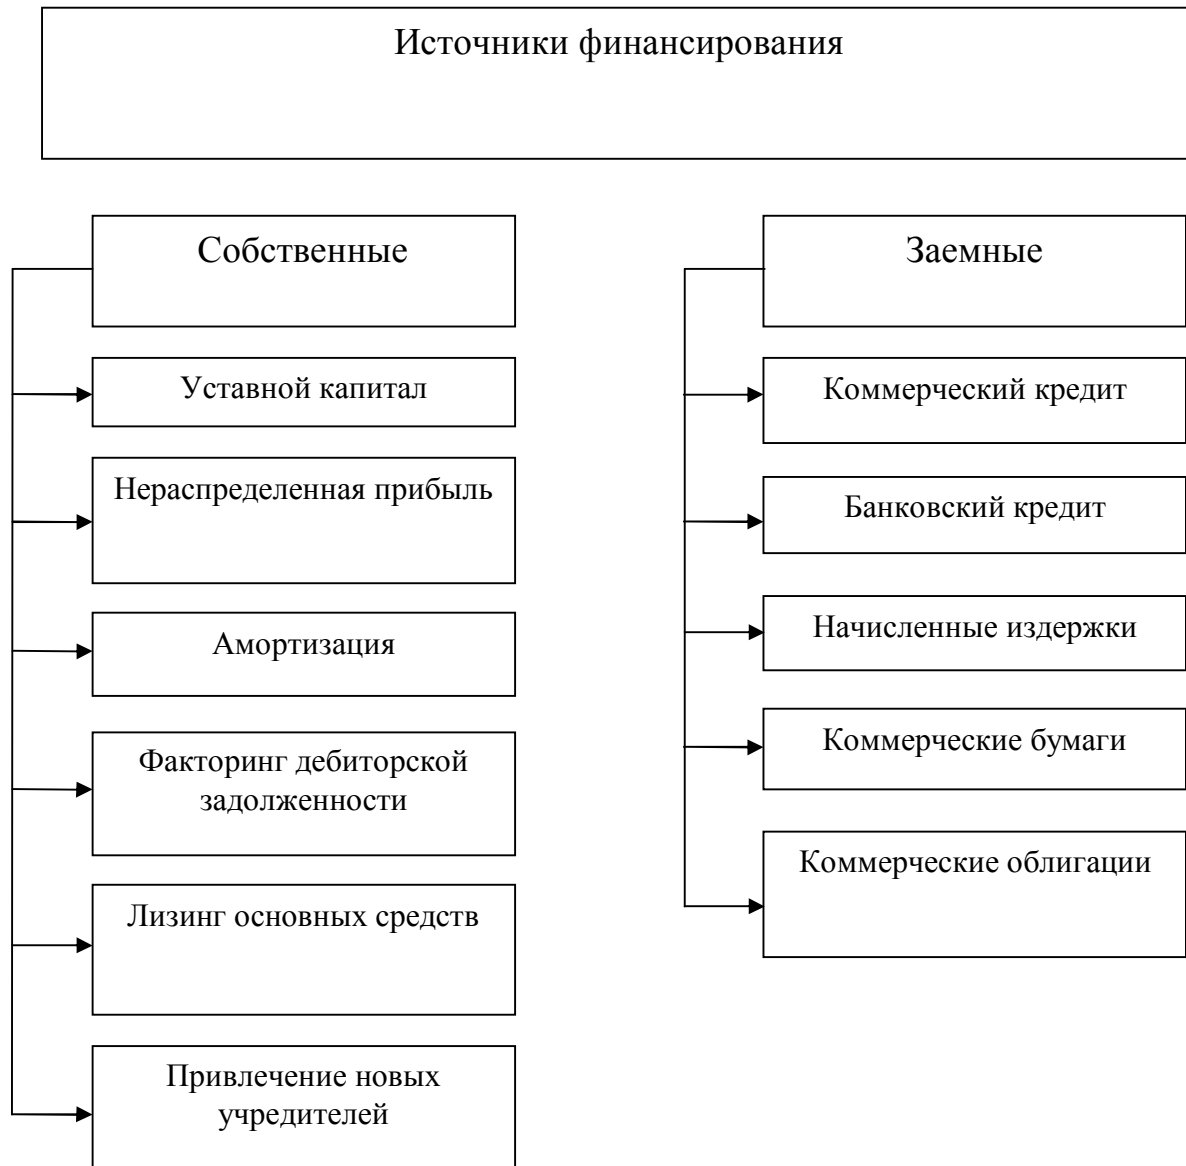 Источники финансирования
Собственные
Уставной капитал
Нераспределенная прибыль
Амортизация
Факторинг дебиторской
задолженности
Лизинг основных средств
Привлечение новых
учредителей
Заемные
Коммерческий кредит
Банковский кредит
Начисленные издержки
Коммерческие бумаги
Коммерческие облигации